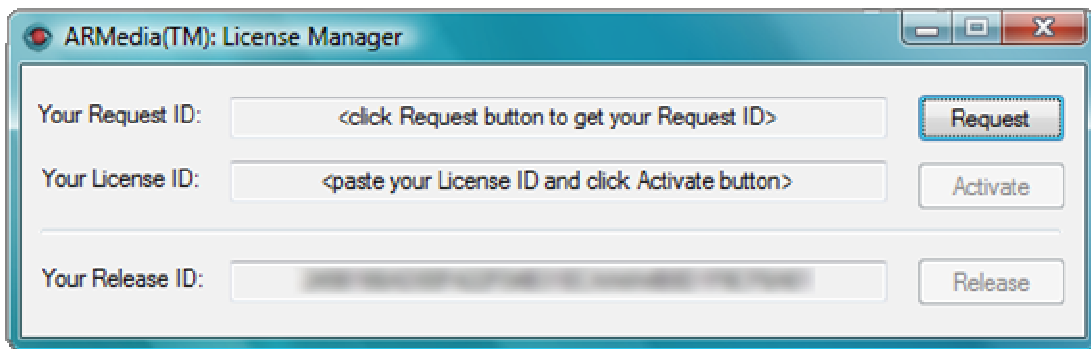 ARMedia(TM): License Manager
Your Request ID: <click Request button to get your Request ID> Request
Your License ID: <paste your License ID and click Activate button> Activate
Your Release ID: Release